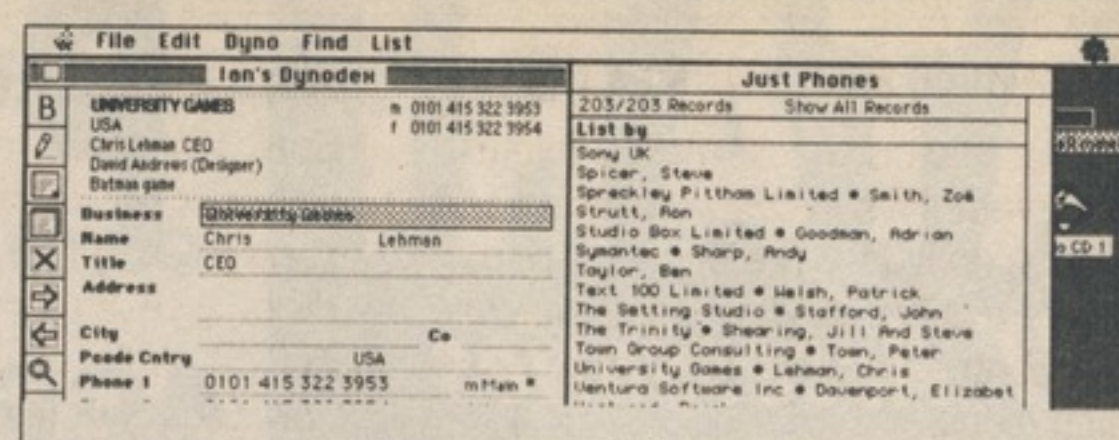 File Edit Dyno Find List
Ian's Dynodex
B
UNIVERSITY GAMES
USA
Chris Lehman CEO
David Andrews (Designer)
Batman game
m 0101 415 322 3953
f 0101 415 322 3954
Business University Games
Name Chris Lehman
Title CEO
Address
City Co
Pcode Cntry USA
Phone 1 0101 415 322 3953 m Main
Just Phones
203/203 Records Show All Records
List by
Sony UK
Spicer, Steve
Spreckley Pittham Limited • Smith, Zoë
Strutt, Ron
Studio Box Limited • Goodman, Adrian
Symantec • Sharp, Andy
Taylor, Ben
Text 100 Limited • Welsh, Patrick
The Setting Studio • Stafford, John
The Trinity • Shearing, Jill And Steve
Town Group Consulting • Town, Peter
University Games • Lehman, Chris
Ventura Software Inc • Davenport, Elizabet
CD 1